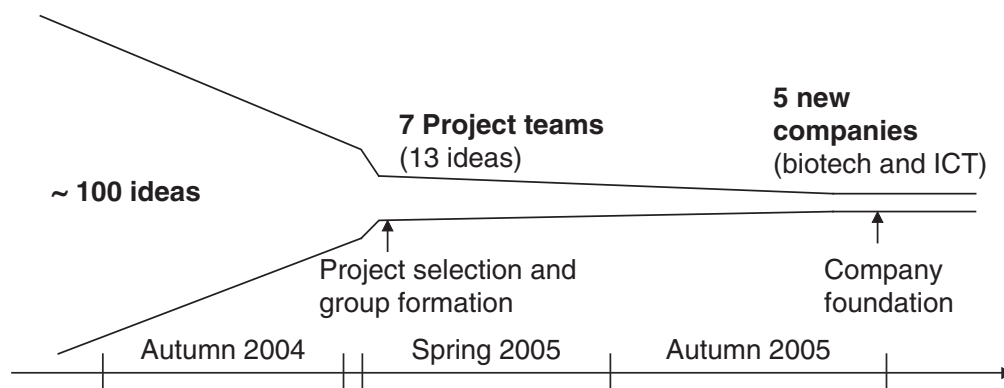 5 new
companies
(biotech and ICT)
7 Project teams
(13 ideas)
~ 100 ideas
Project selection and
group formation
Company
foundation
Autumn 2004
Spring 2005
Autumn 2005